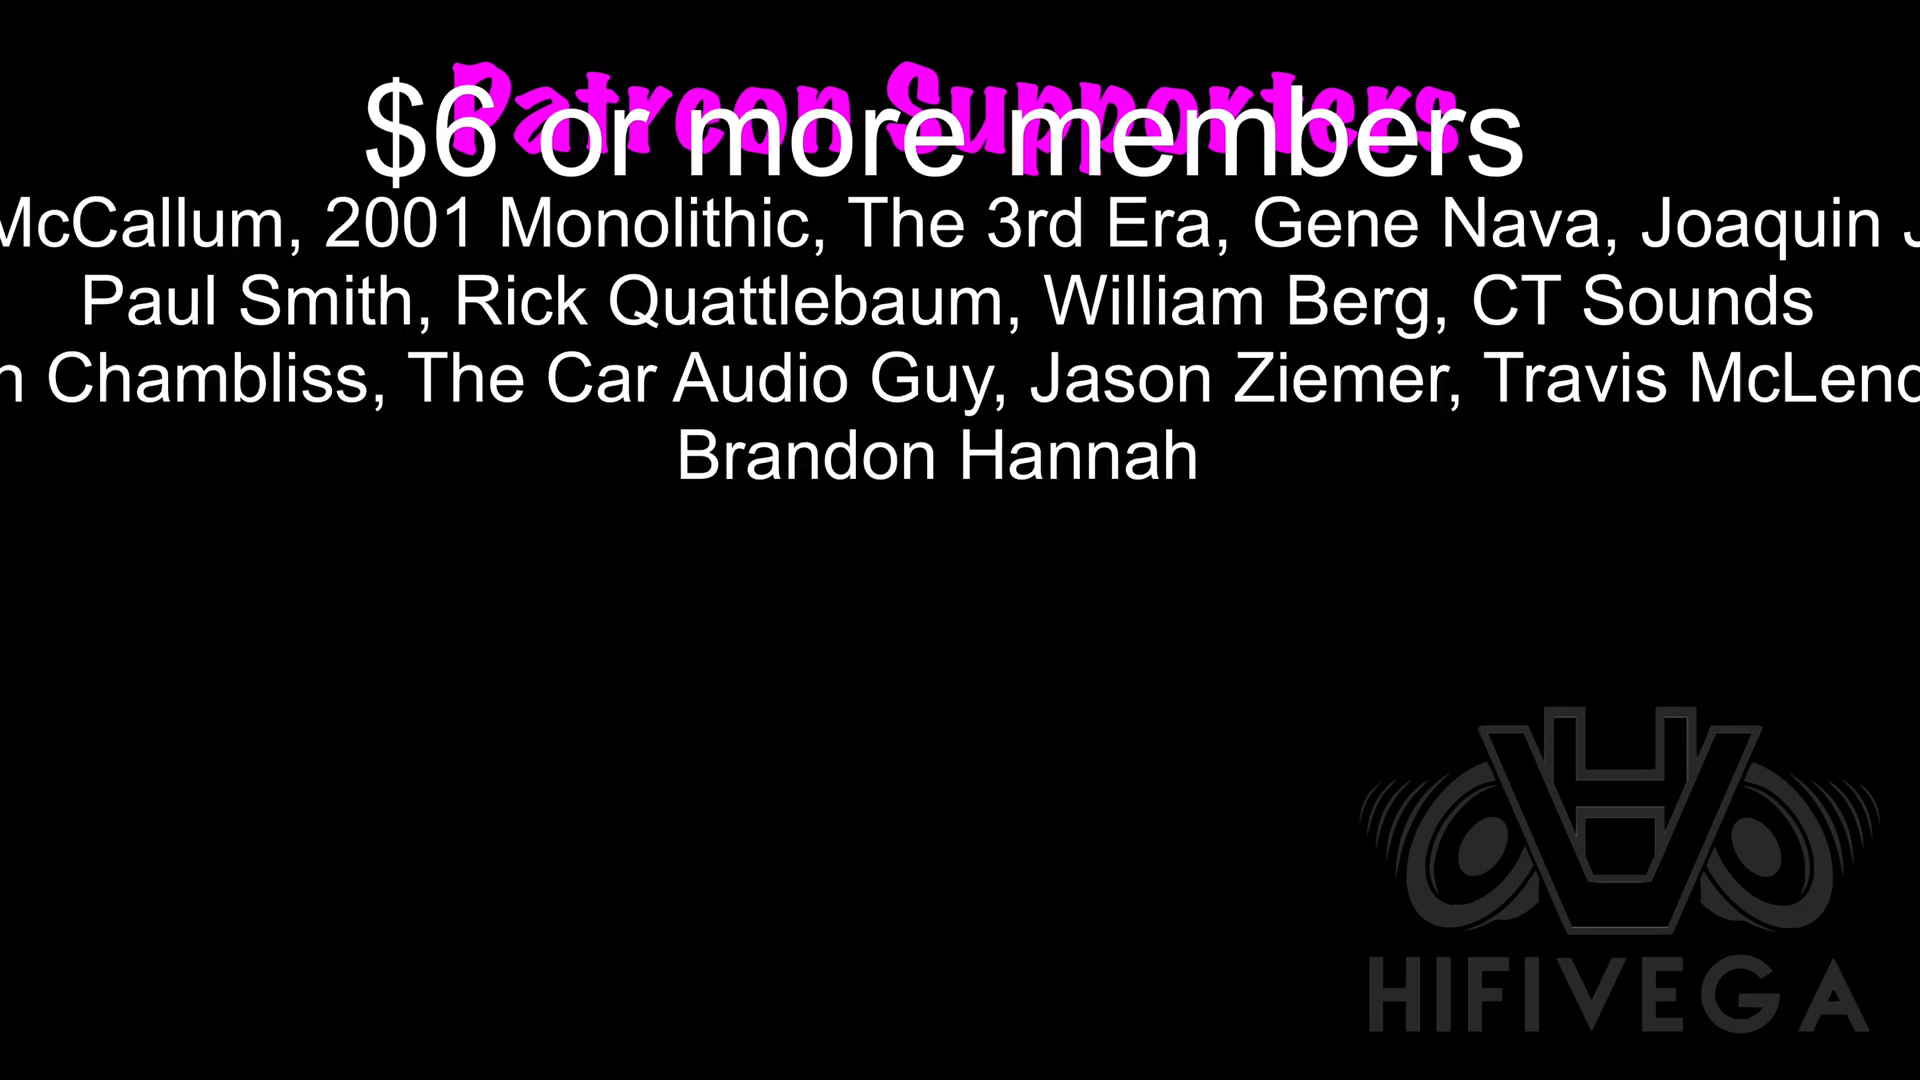 Patreon Supporters
$6 or more members
McCallum, 2001 Monolithic, The 3rd Era, Gene Nava, Joaquin
Paul Smith, Rick Quattlebaum, William Berg, CT Sounds
Chambliss, The Car Audio Guy, Jason Ziemer, Travis
Brandon Hannah
HIFIVEGA